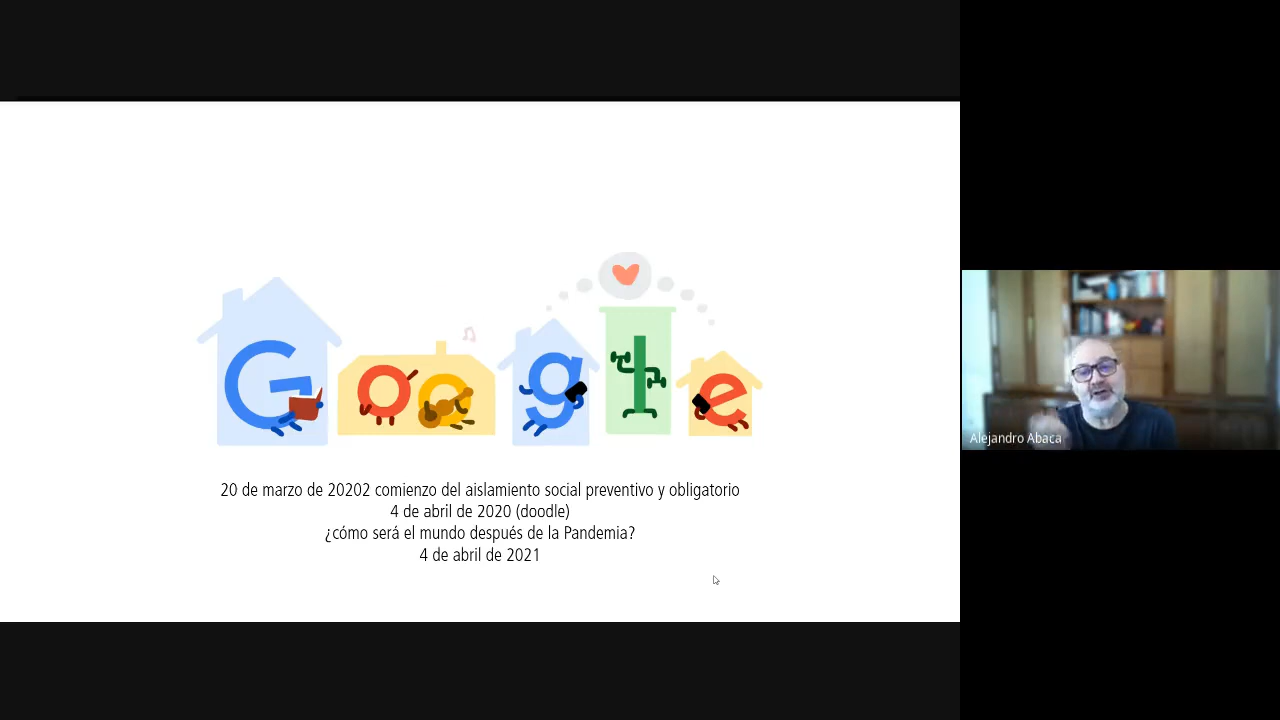 Google
20 de marzo de 20202 comienzo del aislamiento social preventivo y obligatorio
4 de abril de 2020 (doodle)
¿cómo será el mundo después de la Pandemia?
4 de abril de 2021
Alejandro Abaca